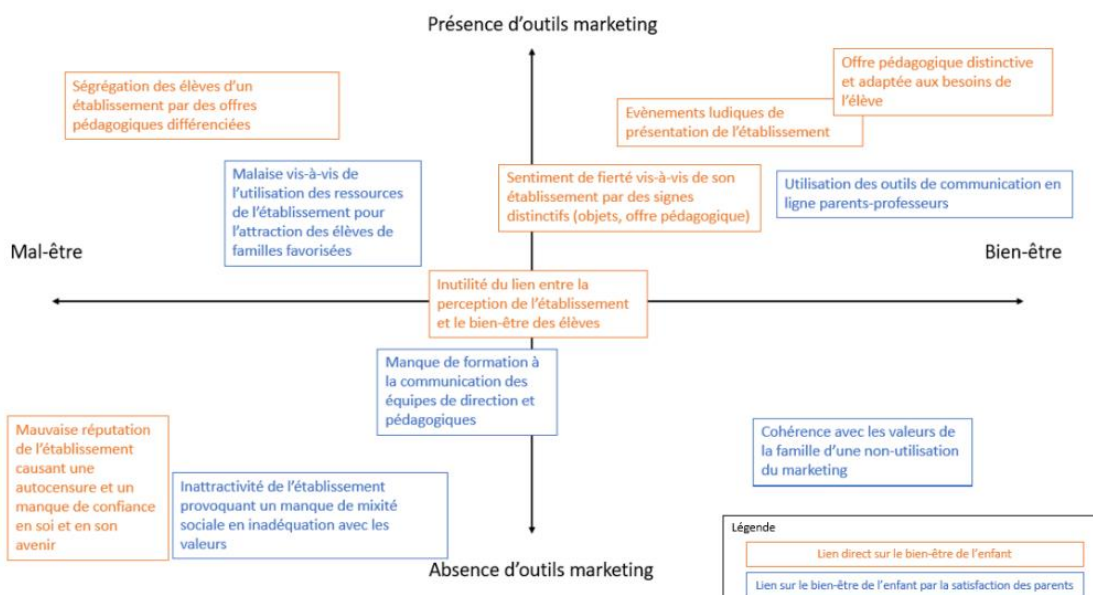 Présence d'outils marketing
Ségrégation des élèves d'un
établissement par des offres
pédagogiques différenciées
Offre pédagogique distinctive
et adaptée aux besoins de
l'élève
Evènements ludiques de
présentation de l'établissement
Malaise vis-à-vis de
l'utilisation des ressources
de l'établissement pour
l'attraction des élèves de
familles favorisées
Sentiment de fierté vis-à-vis de son
établissement par des signes
distinctifs (objets, offre pédagogique)
Utilisation des outils de communication en
ligne parents-professeur
Mal-être
Bien-être
Inutilité du lien entre la
perception de l'établissement
et le bien-être des élèves
Manque de formation à
la communication des
équipes de direction et
pédagogiques
Mauvaise réputation
de l'établissement
causant une
autocensure et un
manque de confiance
en soi et en son
avenir
Inattractivité de l'établissement
provoquant un manque de mixité
sociale en inadéquation avec les
valeurs
Cohérence avec les valeurs de
la famille d'une non-utilisation
du marketing
Absence d'outils marketing
Légende
Lien direct sur le bien-être de l'enfant
Lien sur le bien-être de l'enfant par la satisfaction des parents